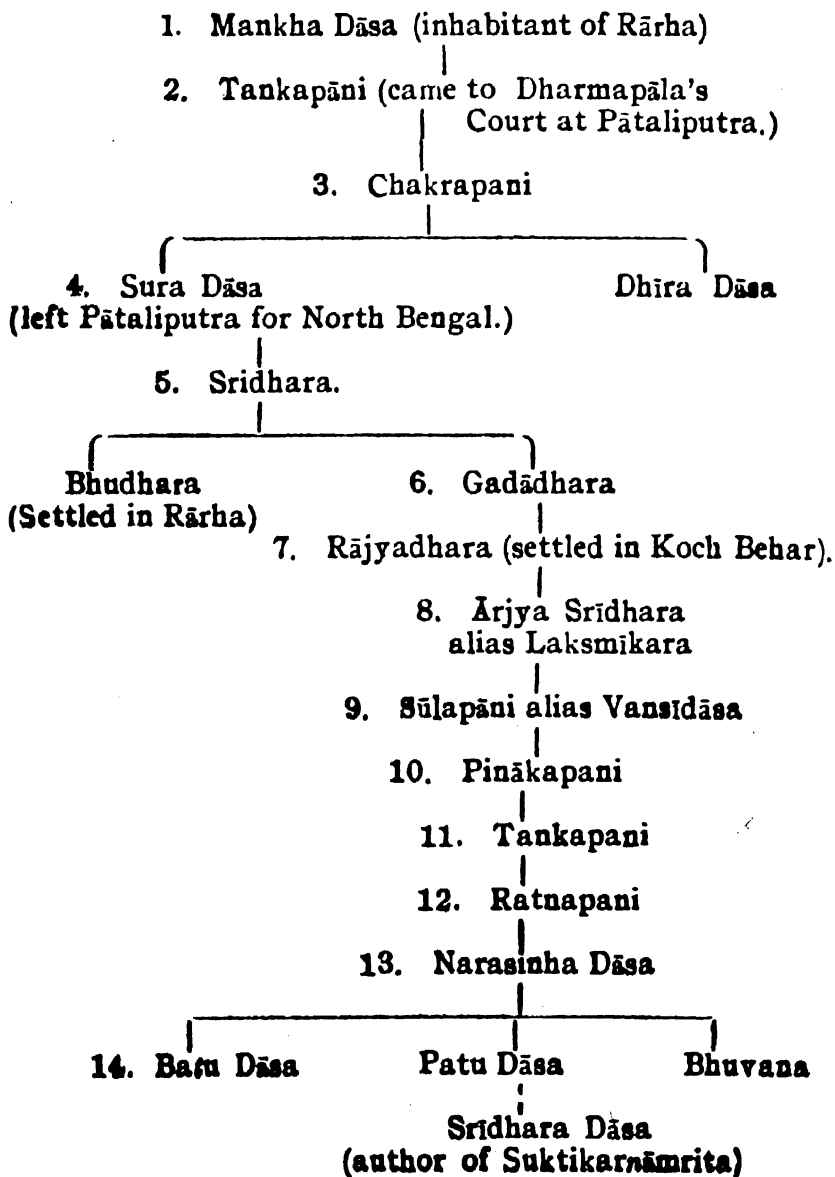 1. Mankha Dāsa (inhabitant of Rārha)
2. Tankapāni (came to Dharmapāla's
Court at Pātaliputra.)
3. Chakrapani
4. Sura Dāsa Dhīra Dāsa
(left Pātaliputra for North Bengal.)
5. Sridhara.
Bhudhara 6. Gadādhara
(Settled in Rārha)
7. Rājyadhara (settled in Koch Behar).
8. Ārjya Srīdhara
alias Laksmīkara
9. Sūlapāni alias Vansīdāsa
10. Pinākapani
11. Tankapani
12. Ratnapani
13. Narasinha Dāsa
14. Batu Dāsa Patu Dāsa Bhuvana
Srīdhara Dāsa
(author of Suktikarnāmrita)